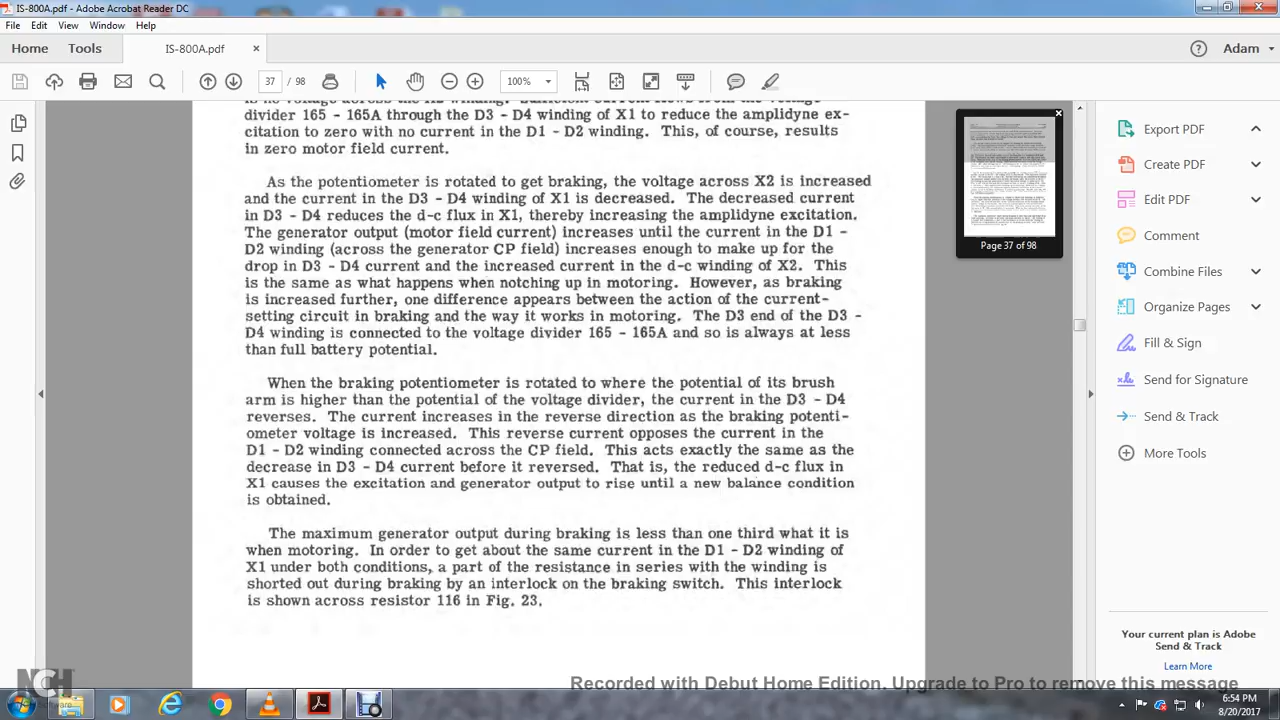 IS-800A.pdf - Adobe Acrobat Reader DC
File Edit View Window Help
Home Tools IS-800A.pdf × Adam
37 / 98 100%
divider 165 - 165A through the D3 - D4 winding of X1 to reduce the amplidyne ex-
citation to zero with no current in the D1 - D2 winding. This, of course, results
in zero motor field current.
As the potentiometer is rotated to get braking, the voltage across X2 is increased
and the current in the D3 - D4 winding of X1 is decreased. The decreased current
in D3 - D4 reduces the d-c flux in X1, thereby increasing the amplidyne excitation.
The generator output (motor field current) increases until the current in the D1 -
D2 winding (across the generator CP field) increases enough to make up for the
drop in D3 - D4 current and the increased current in the d-c winding of X2. This
is the same as what happens when notching up in motoring. However, as braking
is increased further, one difference appears between the action of the current-
setting circuit in braking and the way it works in motoring. The D3 end of the D3 -
D4 winding is connected to the voltage divider 165 - 165A and so is always at less
than full battery potential.
When the braking potentiometer is rotated to where the potential of its brush
arm is higher than the potential of the voltage divider, the current in the D3 - D4
reverses. The current increases in the reverse direction as the braking potenti-
ometer voltage is increased. This reverse current opposes the current in the
D1 - D2 winding connected across the CP field. This acts exactly the same as the
decrease in D3 - D4 current before it reversed. That is, the reduced d-c flux in
X1 causes the excitation and generator output to rise until a new balance condition
is obtained.
The maximum generator output during braking is less than one third what it is
when motoring. In order to get about the same current in the D1 - D2 winding of
X1 under both conditions, a part of the resistance in series with the winding is
shorted out during braking by an interlock on the braking switch. This interlock
is shown across resistor 116 in Fig. 23.
Page 37 of 98
Export PDF
Create PDF
Edit PDF
Comment
Combine Files
Organize Pages
Fill & Sign
Send for Signature
Send & Track
More Tools
Your current plan is Adobe
Send & Track
Learn More
NCH
Recorded with Debut Home Edition. Upgrade to Pro to remove this message
6:54 PM
8/20/2017